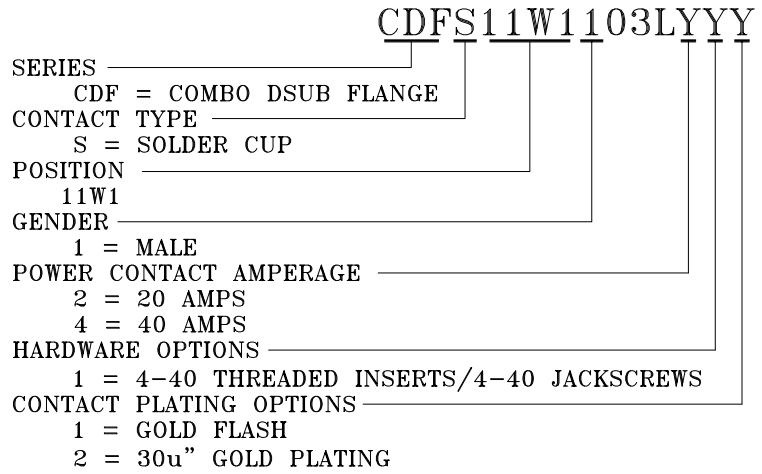 CDFS11W1103LYYY
SERIES
CDF = COMBO DSUB FLANGE
CONTACT TYPE
S = SOLDER CUP
POSITION
11W1
GENDER
1 = MALE
POWER CONTACT AMPERAGE
2 = 20 AMPS
4 = 40 AMPS
HARDWARE OPTIONS
1 = 4-40 THREADED INSERTS/4-40 JACKSCREWS
CONTACT PLATING OPTIONS
1 = GOLD FLASH
2 = 30u" GOLD PLATING